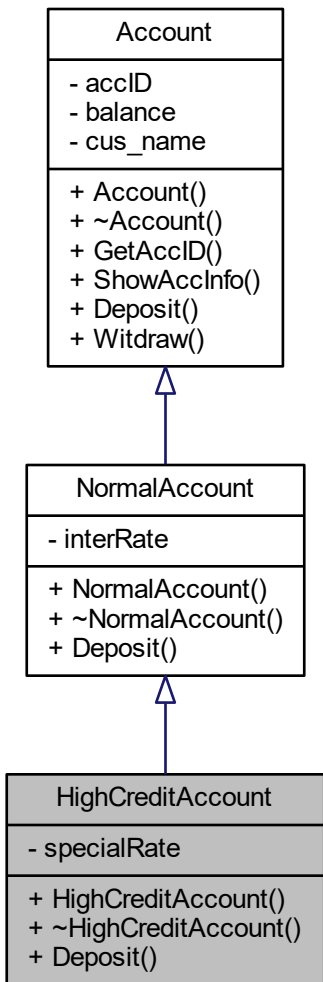 Account
- accID
- balance
- cus_name
+ Account()
+ ~Account()
+ GetAccID()
+ ShowAccInfo()
+ Deposit()
+ Witdraw()
NormalAccount
- interRate
+ NormalAccount()
+ ~NormalAccount()
+ Deposit()
HighCreditAccount
- specialRate
+ HighCreditAccount()
+ ~HighCreditAccount()
+ Deposit()